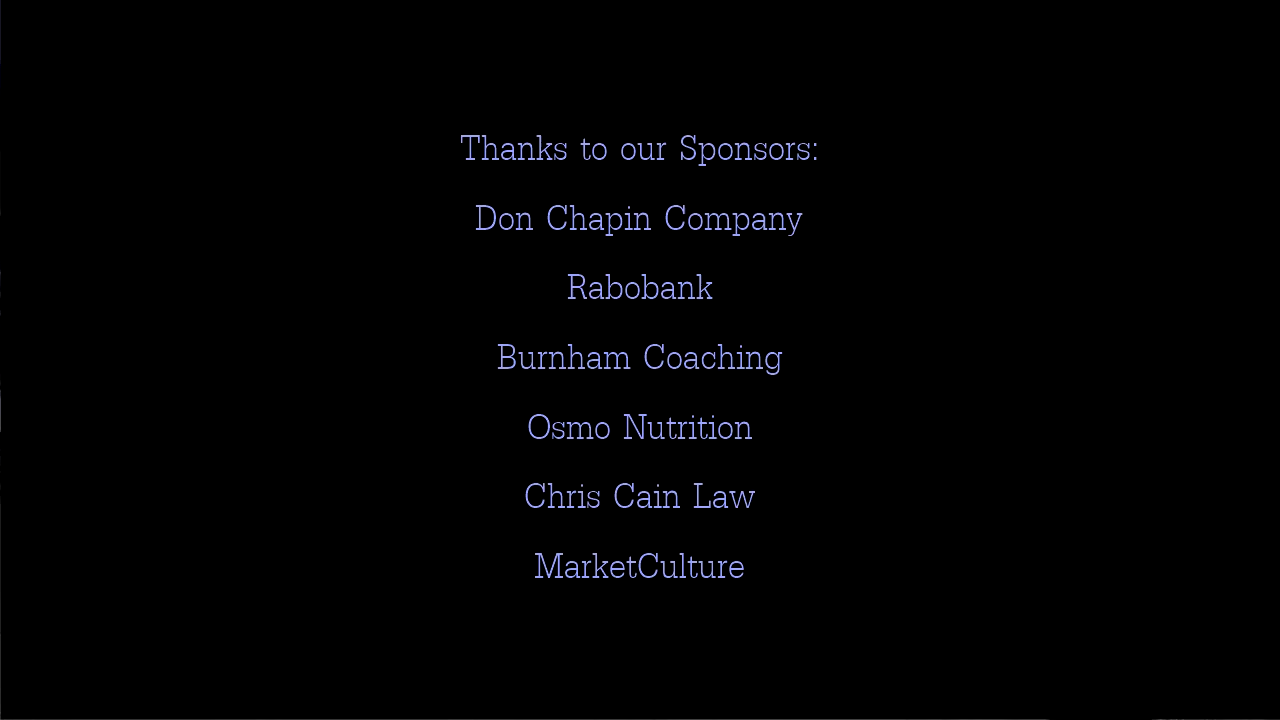 Thanks to our Sponsors:
Don Chapin Company
Rabobank
Burnham Coaching
Osmo Nutrition
Chris Cain Law
MarketCulture